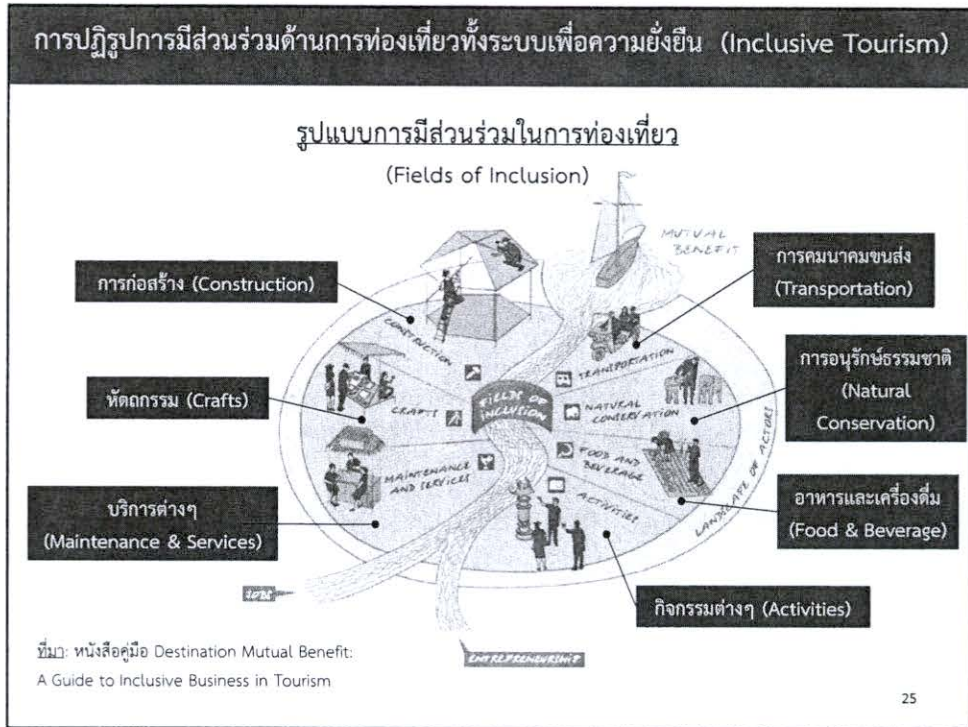 การปฏิรูปการมีส่วนร่วมด้านการท่องเที่ยวทั้งระบบเพื่อความยั่งยืน (Inclusive Tourism)
รูปแบบการมีส่วนร่วมในการท่องเที่ยว
(Fields of Inclusion)
MUTUAL
BENEFIT
การคมนาคมขนส่ง
(Transportation)
การก่อสร้าง (Construction)
CONSTRUCTION
TRANSPORTATION
การอนุรักษ์ธรรมชาติ
(Natural
Conservation)
หัตถกรรม (Crafts)
CRAFTS
FIELDS OF
INCLUSION
NATURAL
CONSERVATION
LANDSCAPE OF ACTORS
MAINTENANCE
AND SERVICES
FOOD AND
BEVERAGE
อาหารและเครื่องดื่ม
(Food & Beverage)
บริการต่างๆ
(Maintenance & Services)
ACTIVITIES
กิจกรรมต่างๆ (Activities)
JOBS
ENTREPRENEURSHIP
ที่มา: หนังสือคู่มือ Destination Mutual Benefit:
A Guide to Inclusive Business in Tourism
25